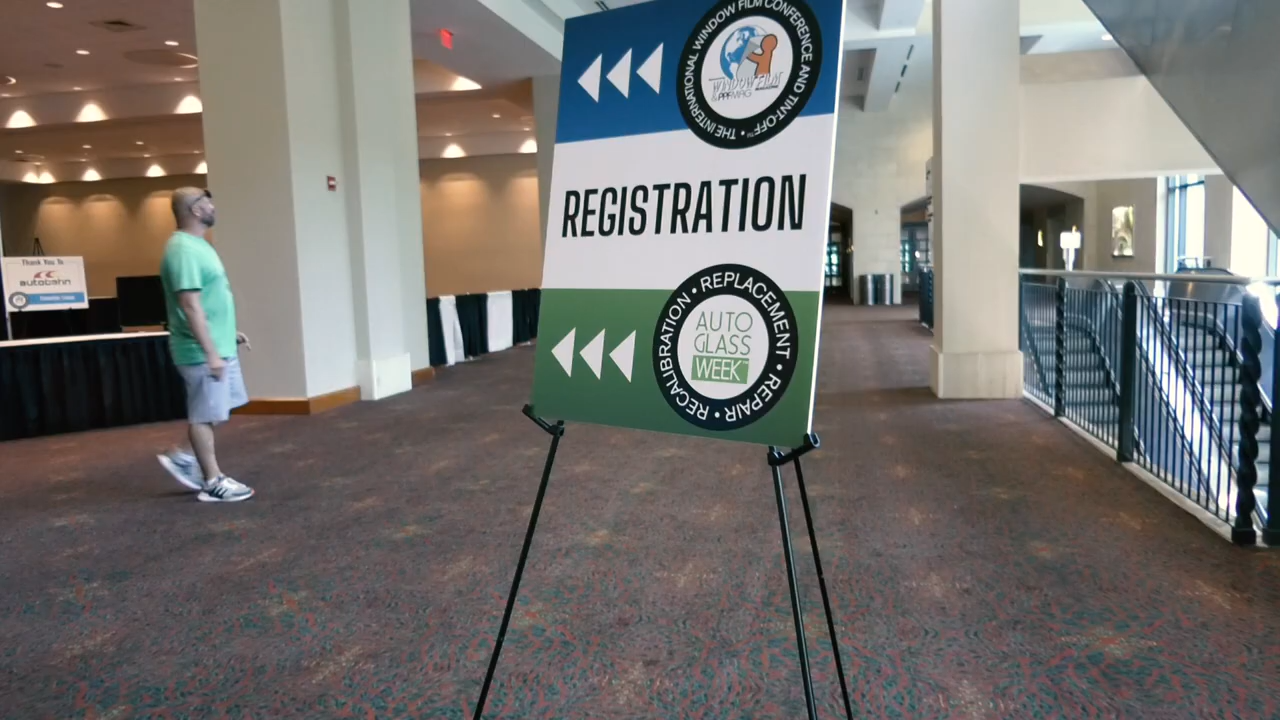 THE INTERNATIONAL WINDOW FILM CONFERENCE AND TINT-OFF™ •
WINDOW FILM
& PPFMAG
REGISTRATION
RECALIBRATION • REPLACEMENT • REPAIR •
AUTO
GLASS
WEEK
Thank You To
autobahn